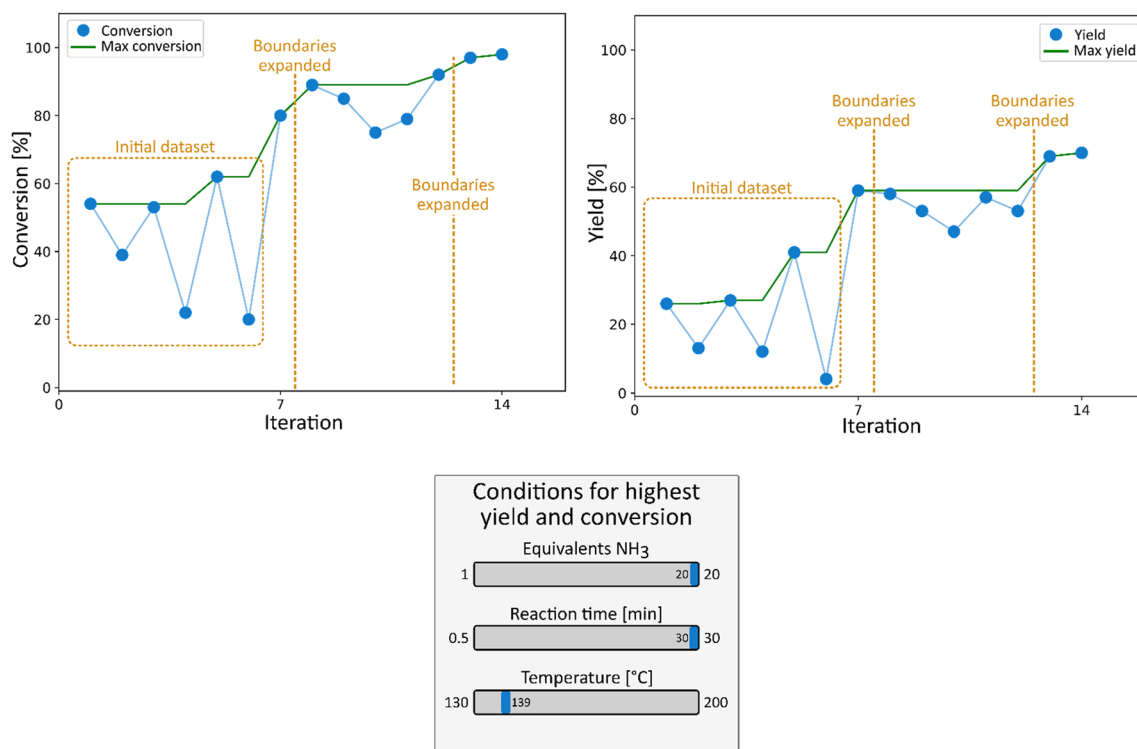 Conversion
Max conversion
Boundaries
expanded
Initial dataset
Boundaries
expanded
Conversion [%]
100
80
60
40
20
0
0
7
14
Iteration
Yield
Max yield
Boundaries
expanded
Boundaries
expanded
Initial dataset
Yield [%]
100
80
60
40
20
0
0
7
14
Iteration
Conditions for highest
yield and conversion
Equivalents NH3
1 20 20
Reaction time [min]
0.5 30 30
Temperature [°C]
130 139 200